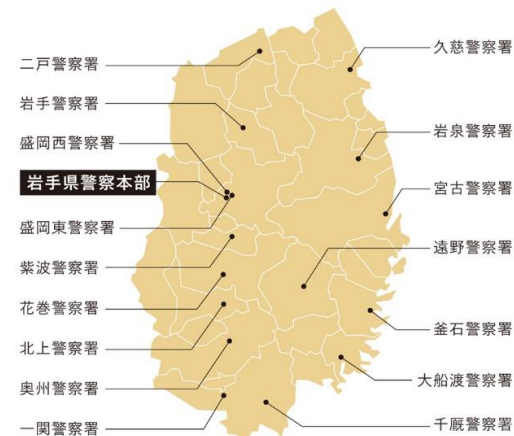 二戸警察署
岩手警察署
盛岡西警察署
岩手県警察本部
盛岡東警察署
紫波警察署
花巻警察署
北上警察署
奥州警察署
一関警察署
久慈警察署
岩泉警察署
宮古警察署
遠野警察署
釜石警察署
大船渡警察署
千厩警察署